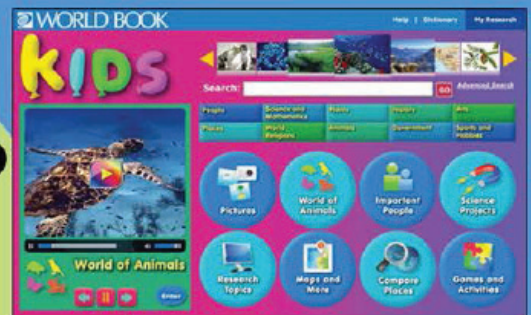 WORLD BOOK
Help | Dictionary My Research
KIDS
Search: GO Advanced Search
People Science and Mathematics Plants History Arts
Places World Religions Animals Government Sports and Hobbies
Pictures World of Animals Important People Science Projects
World of Animals
Enter
Research Topics Maps and More Compare Places Games and Activities